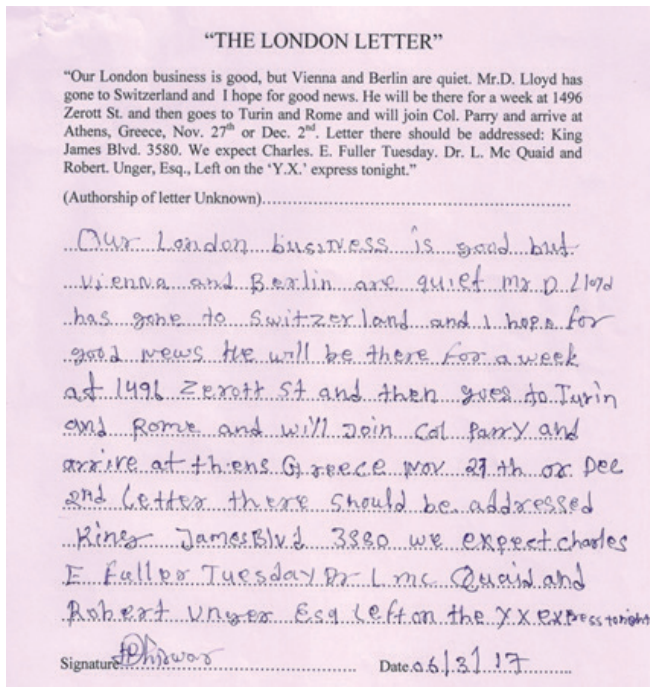 “THE LONDON LETTER”
“Our London business is good, but Vienna and Berlin are quiet. Mr.D. Lloyd has
gone to Switzerland and I hope for good news. He will be there for a week at 1496
Zerott St. and then goes to Turin and Rome and will join Col. Parry and arrive at
Athens, Greece, Nov. 27th or Dec. 2nd. Letter there should be addressed: King
James Blvd. 3580. We expect Charles. E. Fuller Tuesday. Dr. L. Mc Quaid and
Robert. Unger, Esq., Left on the ‘Y.X.’ express tonight.”
(Authorship of letter Unknown)
Our London business is good but
Vienna and Berlin are quiet Mr D Lloyd
has gone to Switzerland and I hope for
good news He will be there for a week
at 1496 Zerott St and then goes to Turin
and Rome and will Join Col Parry and
arrive at thens Greece Nov 27 th or Dec
2nd Letter there should be addressed
King James Blvd 3580 we expect charles
E Fuller Tuesday Dr L mc Quaid and
Robert Unger Esq Left on the XX express tonight
Signature
Date 06/3/17